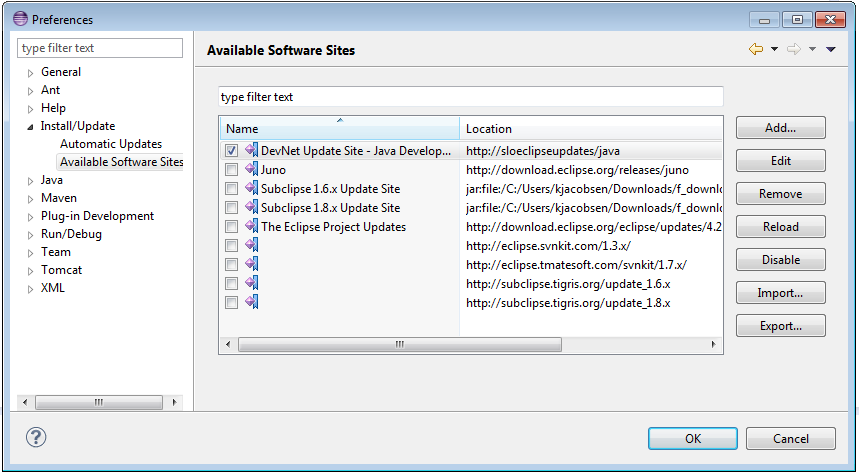 Preferences
type filter text
General
Ant
Help
Install/Update
Automatic Updates
Available Software Sites
Java
Maven
Plug-in Development
Run/Debug
Team
Tomcat
XML
Available Software Sites
type filter text
Name Location
DevNet Update Site - Java Develop... http://sloeclipseupdates/java
Juno http://download.eclipse.org/releases/juno
Subclipse 1.6.x Update Site jar:file:/C:/Users/kjacobsen/Downloads/f_downlo
Subclipse 1.8.x Update Site jar:file:/C:/Users/kjacobsen/Downloads/f_downlo
The Eclipse Project Updates http://download.eclipse.org/eclipse/updates/4.2
http://eclipse.svnkit.com/1.3.x/
http://eclipse.tmatesoft.com/svnkit/1.7.x/
http://subclipse.tigris.org/update_1.6.x
http://subclipse.tigris.org/update_1.8.x
Add...
Edit
Remove
Reload
Disable
Import...
Export...
?
OK Cancel